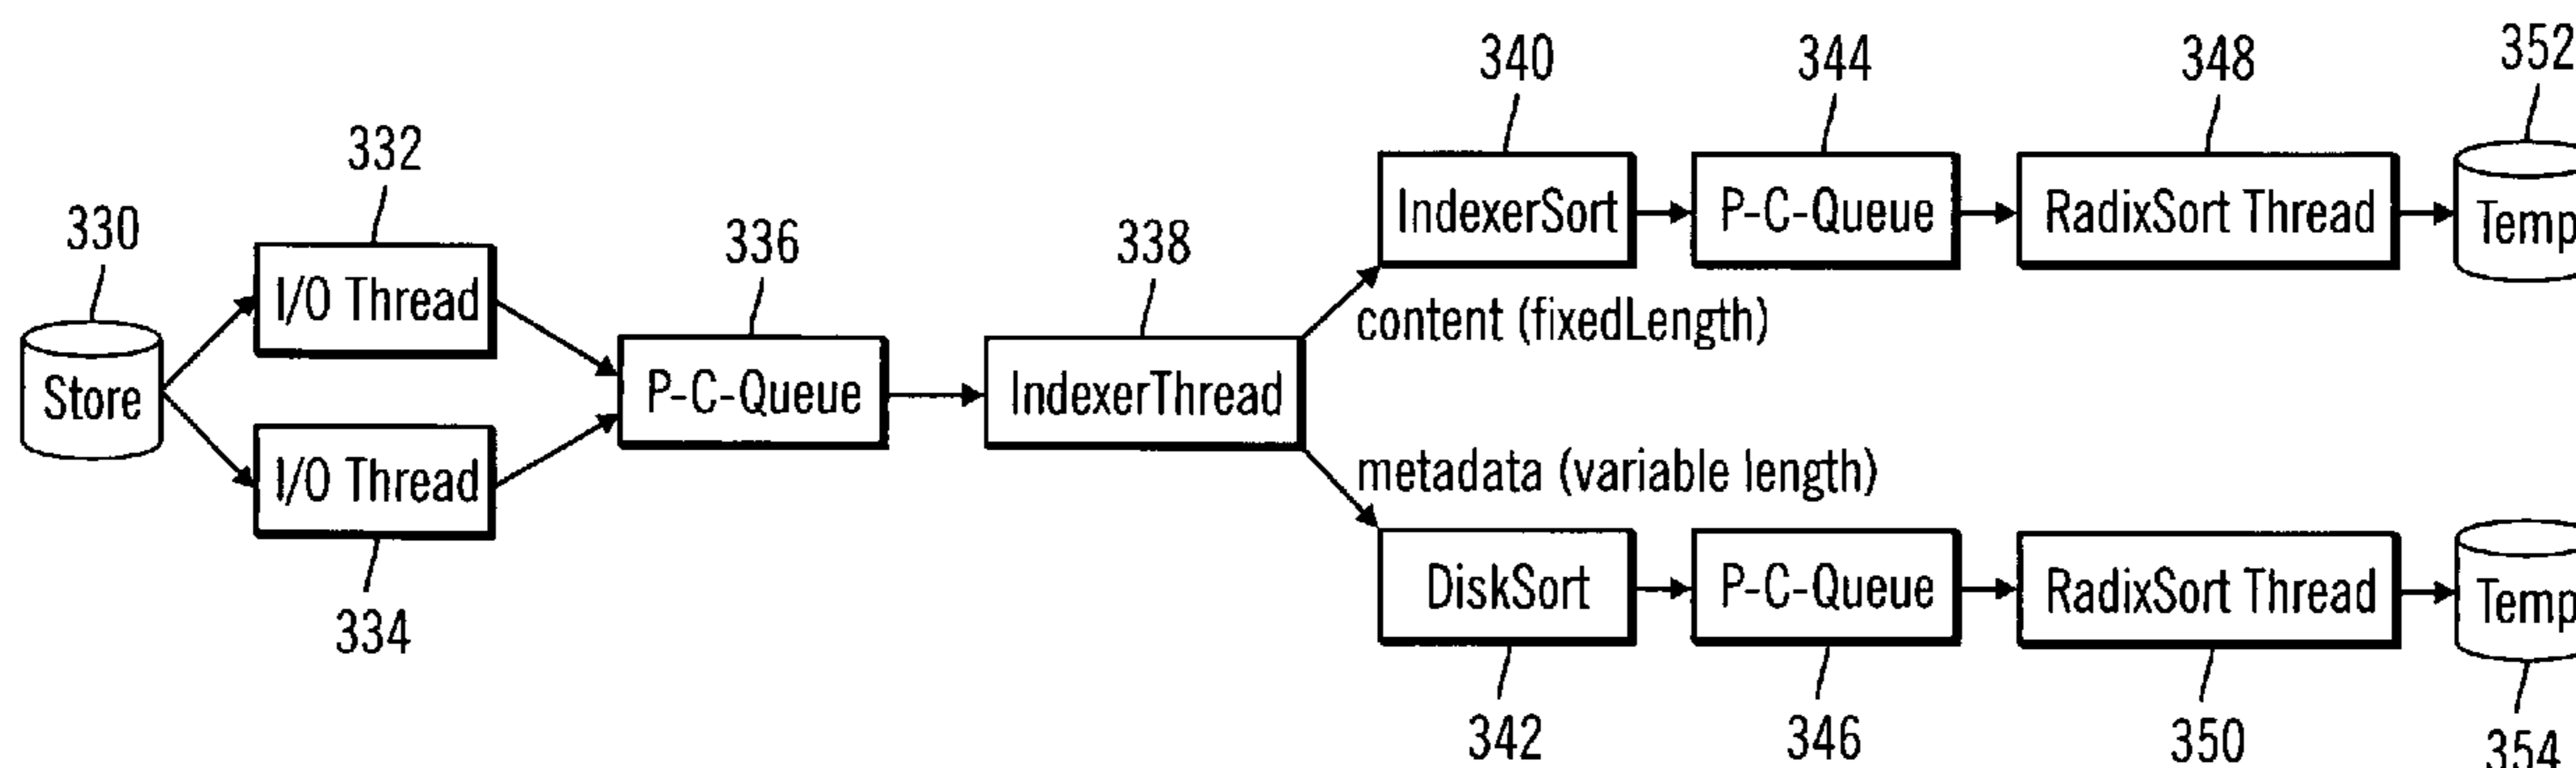 352
340
344
348
332
IndexerSort
P-C-Queue
RadixSort Thread
Temp
330
336
338
I/O Thread
content (fixedLength)
Store
P-C-Queue
IndexerThread
I/O Thread
metadata (variable length)
DiskSort
P-C-Queue
RadixSort Thread
Temp
334
342
346
350
354